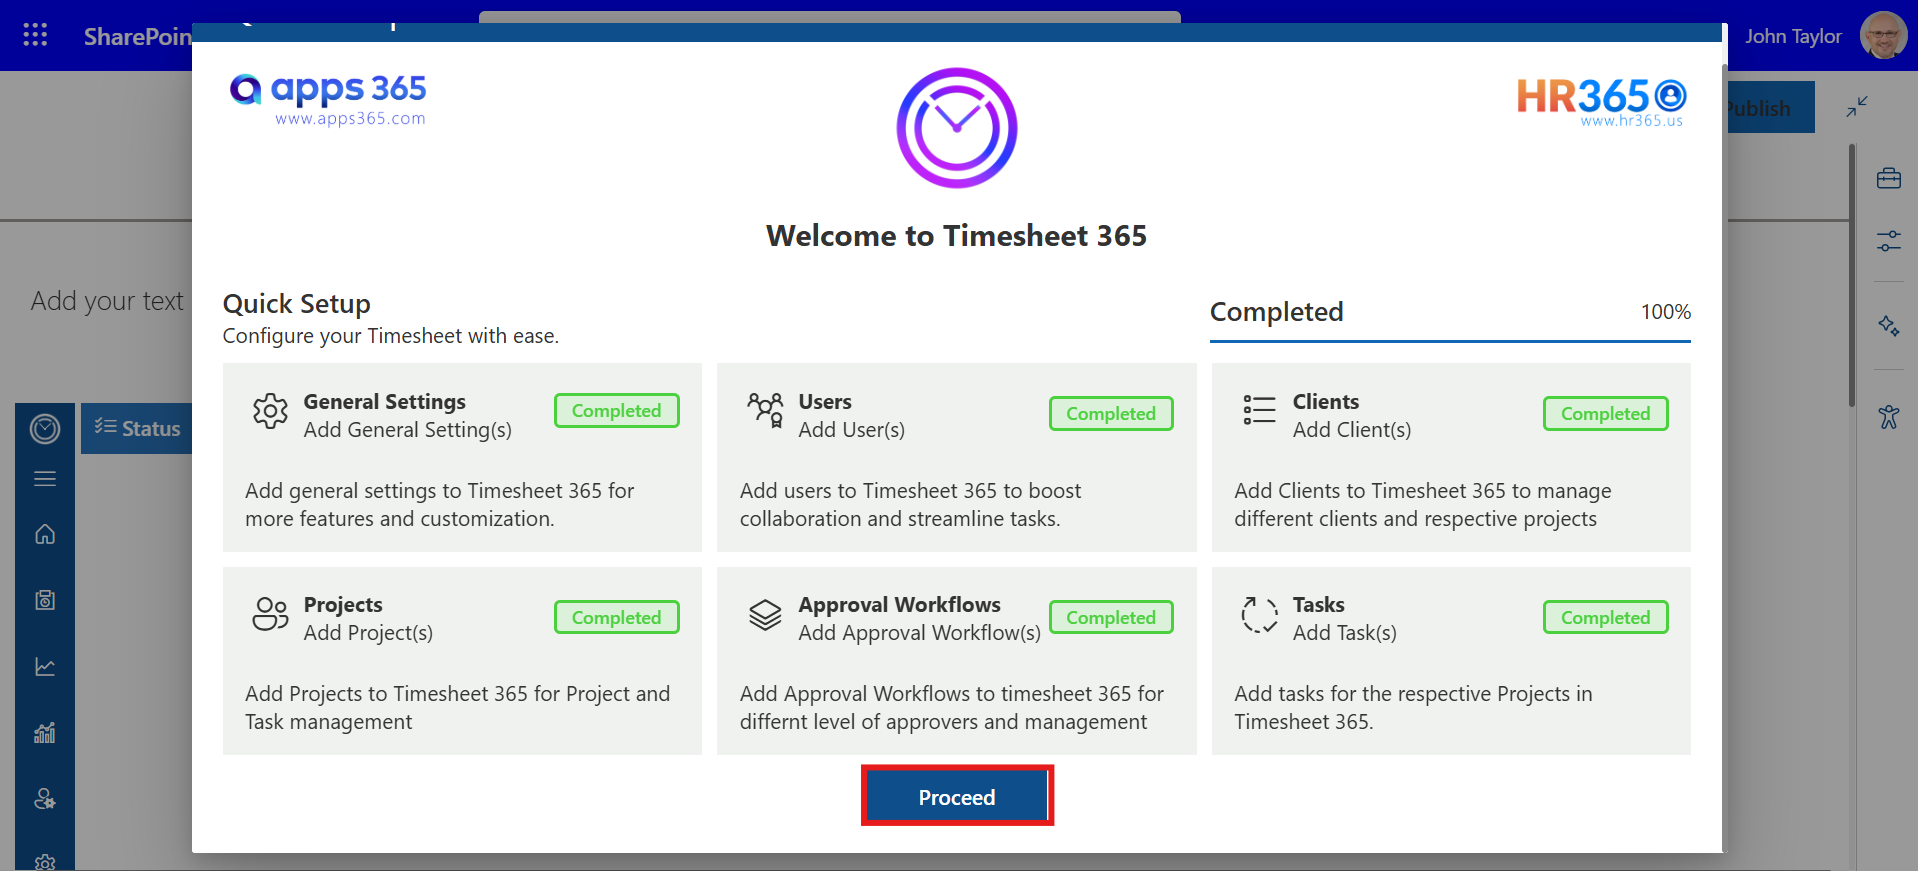 SharePoin
John Taylor
apps 365
www.apps365.com
HR365
www.hr365.us
Publish
Welcome to Timesheet 365
Add your text
Quick Setup
Configure your Timesheet with ease.
Completed
100%
General Settings
Add General Setting(s)
Completed
Add general settings to Timesheet 365 for
more features and customization.
Users
Add User(s)
Completed
Add users to Timesheet 365 to boost
collaboration and streamline tasks.
Clients
Add Client(s)
Completed
Add Clients to Timesheet 365 to manage
different clients and respective projects
Status
Projects
Add Project(s)
Completed
Add Projects to Timesheet 365 for Project and
Task management
Approval Workflows
Add Approval Workflow(s)
Completed
Add Approval Workflows to timesheet 365 for
differnt level of approvers and management
Tasks
Add Task(s)
Completed
Add tasks for the respective Projects in
Timesheet 365.
Proceed